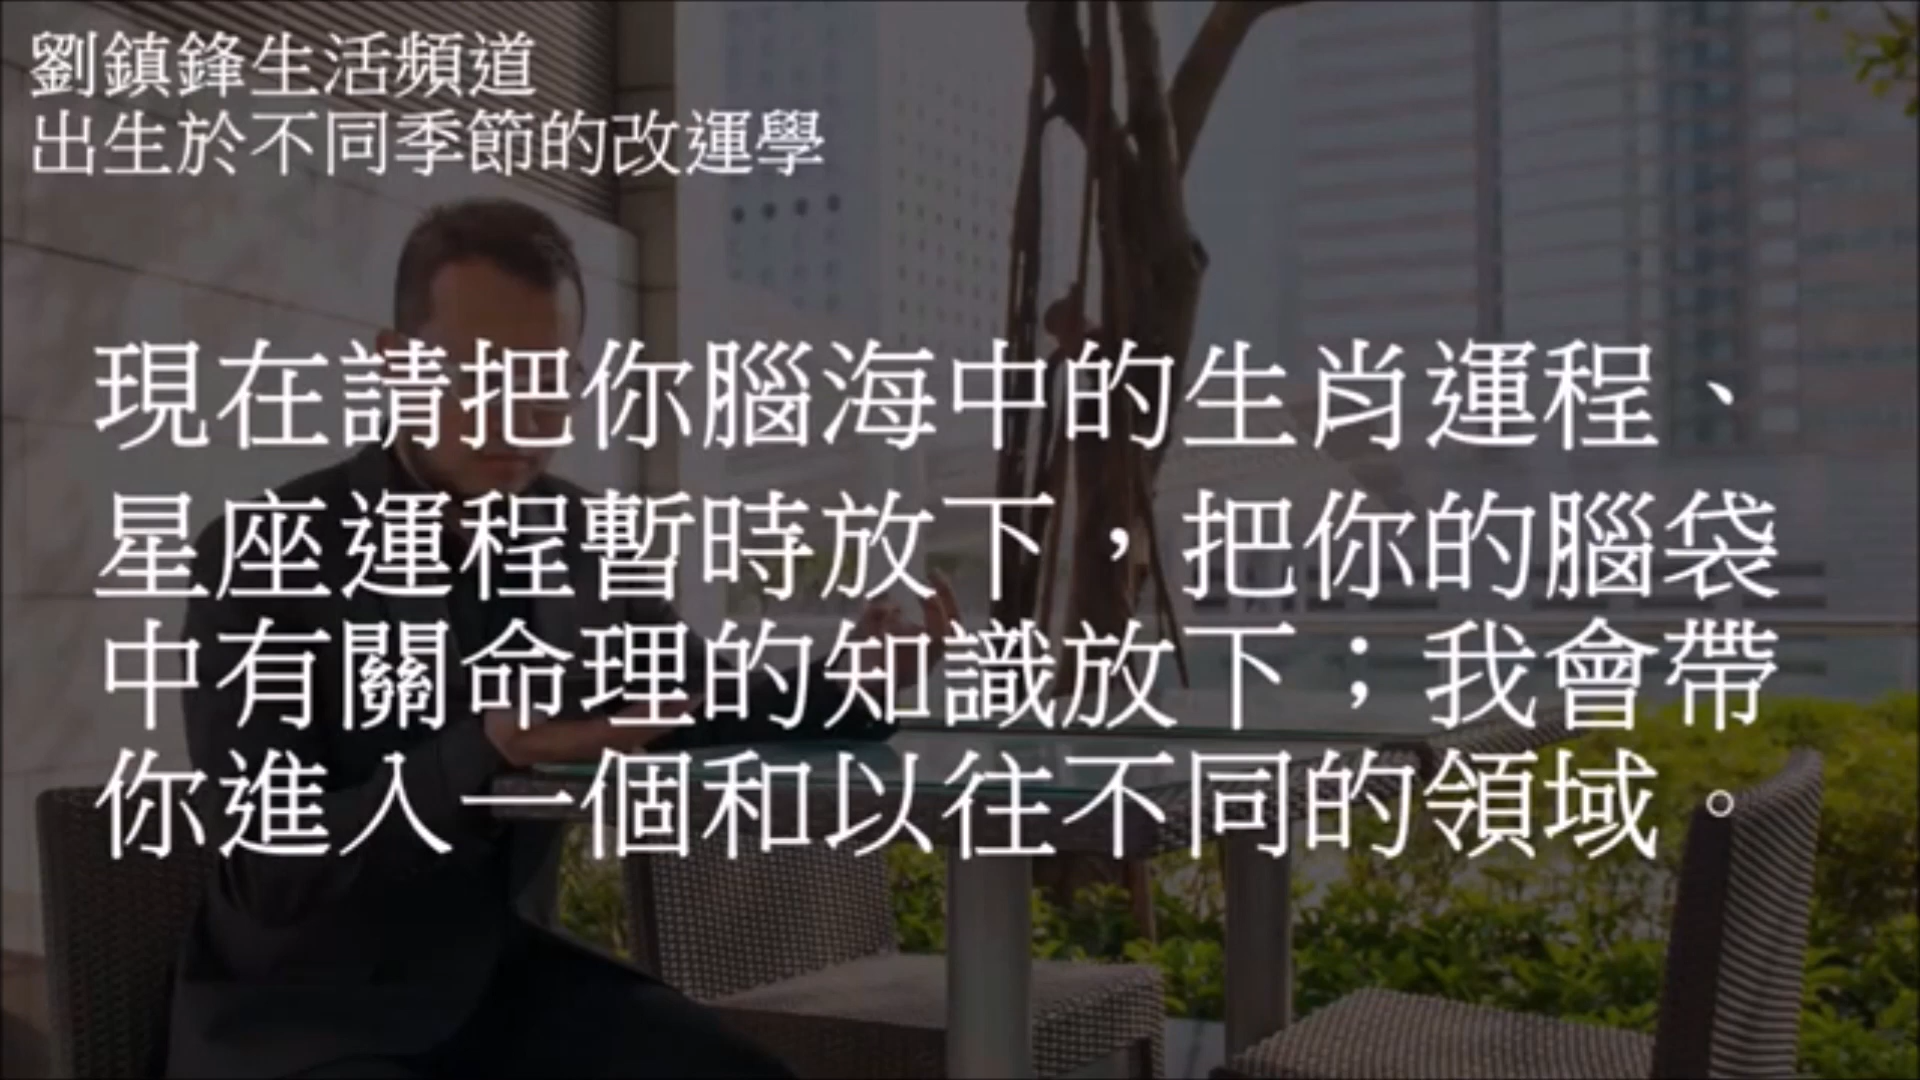 劉鎮鋒生活頻道
出生於不同季節的改運學
現在請把你腦海中的生肖運程、
星座運程暫時放下，把你的腦袋
中有關命理的知識放下；我會帶
你進入一個和以往不同的領域。